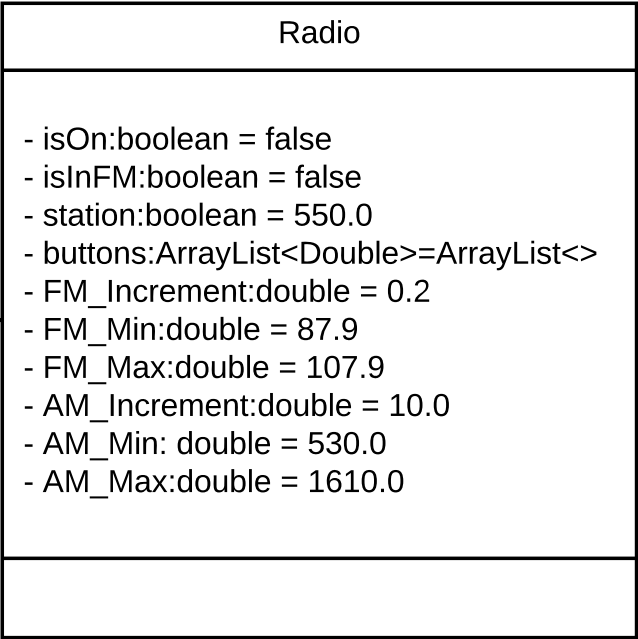 Radio
- isOn:boolean = false
- isInFM:boolean = false
- station:boolean = 550.0
- buttons:ArrayList<Double>=ArrayList<>
- FM_Increment:double = 0.2
- FM_Min:double = 87.9
- FM_Max:double = 107.9
- AM_Increment:double = 10.0
- AM_Min: double = 530.0
- AM_Max:double = 1610.0